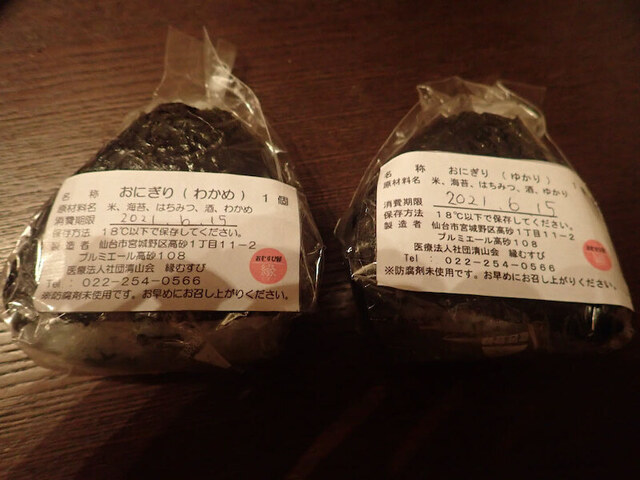 名　称　おにぎり（わかめ）１個
原材料名　米、海苔、はちみつ、酒、わかめ
消費期限　2021. 6. 15
保存方法　１８℃以下で保存してください。
製造者　仙台市宮城野区高砂１丁目１１－２
プルミエール高砂１０８
医療法人社団清山会　縁むすび
Tel：０２２－２５４－０５６６
※防腐剤未使用です。お早めにお召し上がりください。
名　称　おにぎり（ゆかり）１
原材料名　米、海苔、はちみつ、酒、ゆかり
消費期限　2021 6 15
保存方法　１８℃以下で保存してください。
製造者　仙台市宮城野区高砂１丁目１１－２
プルミエール高砂１０８
医療法人社団清山会　縁むすび
Tel：０２２－２５４－０５６６
※防腐剤未使用です。お早めにお召し上がりください。